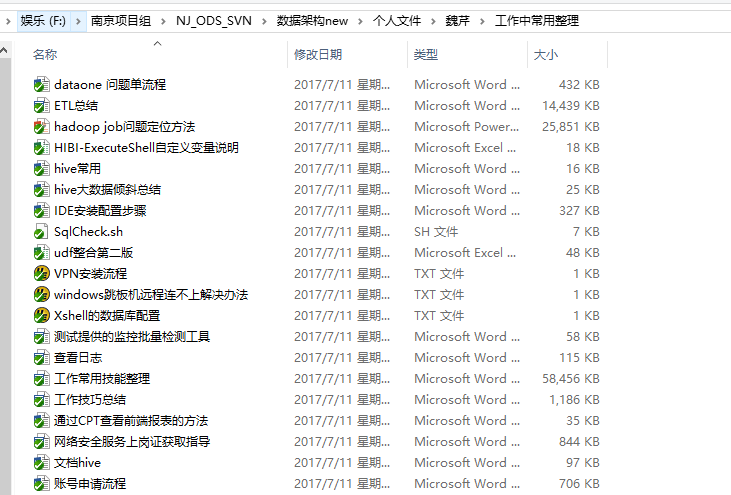 娱乐 (F:) › 南京项目组 › NJ_ODS_SVN › 数据架构new › 个人文件 › 魏芹 › 工作中常用整理
名称 修改日期 类型 大小
dataone 问题单流程 2017/7/11 星期... Microsoft Word ... 432 KB
ETL总结 2017/7/11 星期... Microsoft Word ... 14,439 KB
hadoop job问题定位方法 2017/7/11 星期... Microsoft Power... 25,851 KB
HIBI-ExecuteShell自定义变量说明 2017/7/11 星期... Microsoft Excel ... 18 KB
hive常用 2017/7/11 星期... Microsoft Word ... 16 KB
hive大数据倾斜总结 2017/7/11 星期... Microsoft Word ... 25 KB
IDE安装配置步骤 2017/7/11 星期... Microsoft Word ... 327 KB
SqlCheck.sh 2017/7/11 星期... SH 文件 7 KB
udf整合第二版 2017/7/11 星期... Microsoft Excel ... 48 KB
VPN安装流程 2017/7/11 星期... TXT 文件 1 KB
windows跳板机远程连不上解决办法 2017/7/11 星期... TXT 文件 1 KB
Xshell的数据库配置 2017/7/11 星期... TXT 文件 1 KB
测试提供的监控批量检测工具 2017/7/11 星期... Microsoft Word ... 58 KB
查看日志 2017/7/11 星期... Microsoft Word ... 115 KB
工作常用技能整理 2017/7/11 星期... Microsoft Word ... 58,456 KB
工作技巧总结 2017/7/11 星期... Microsoft Word ... 1,186 KB
通过CPT查看前端报表的方法 2017/7/11 星期... Microsoft Word ... 35 KB
网络安全服务上岗证获取指导 2017/7/11 星期... Microsoft Word ... 844 KB
文档hive 2017/7/11 星期... Microsoft Word ... 97 KB
账号申请流程 2017/7/11 星期... Microsoft Word ... 706 KB